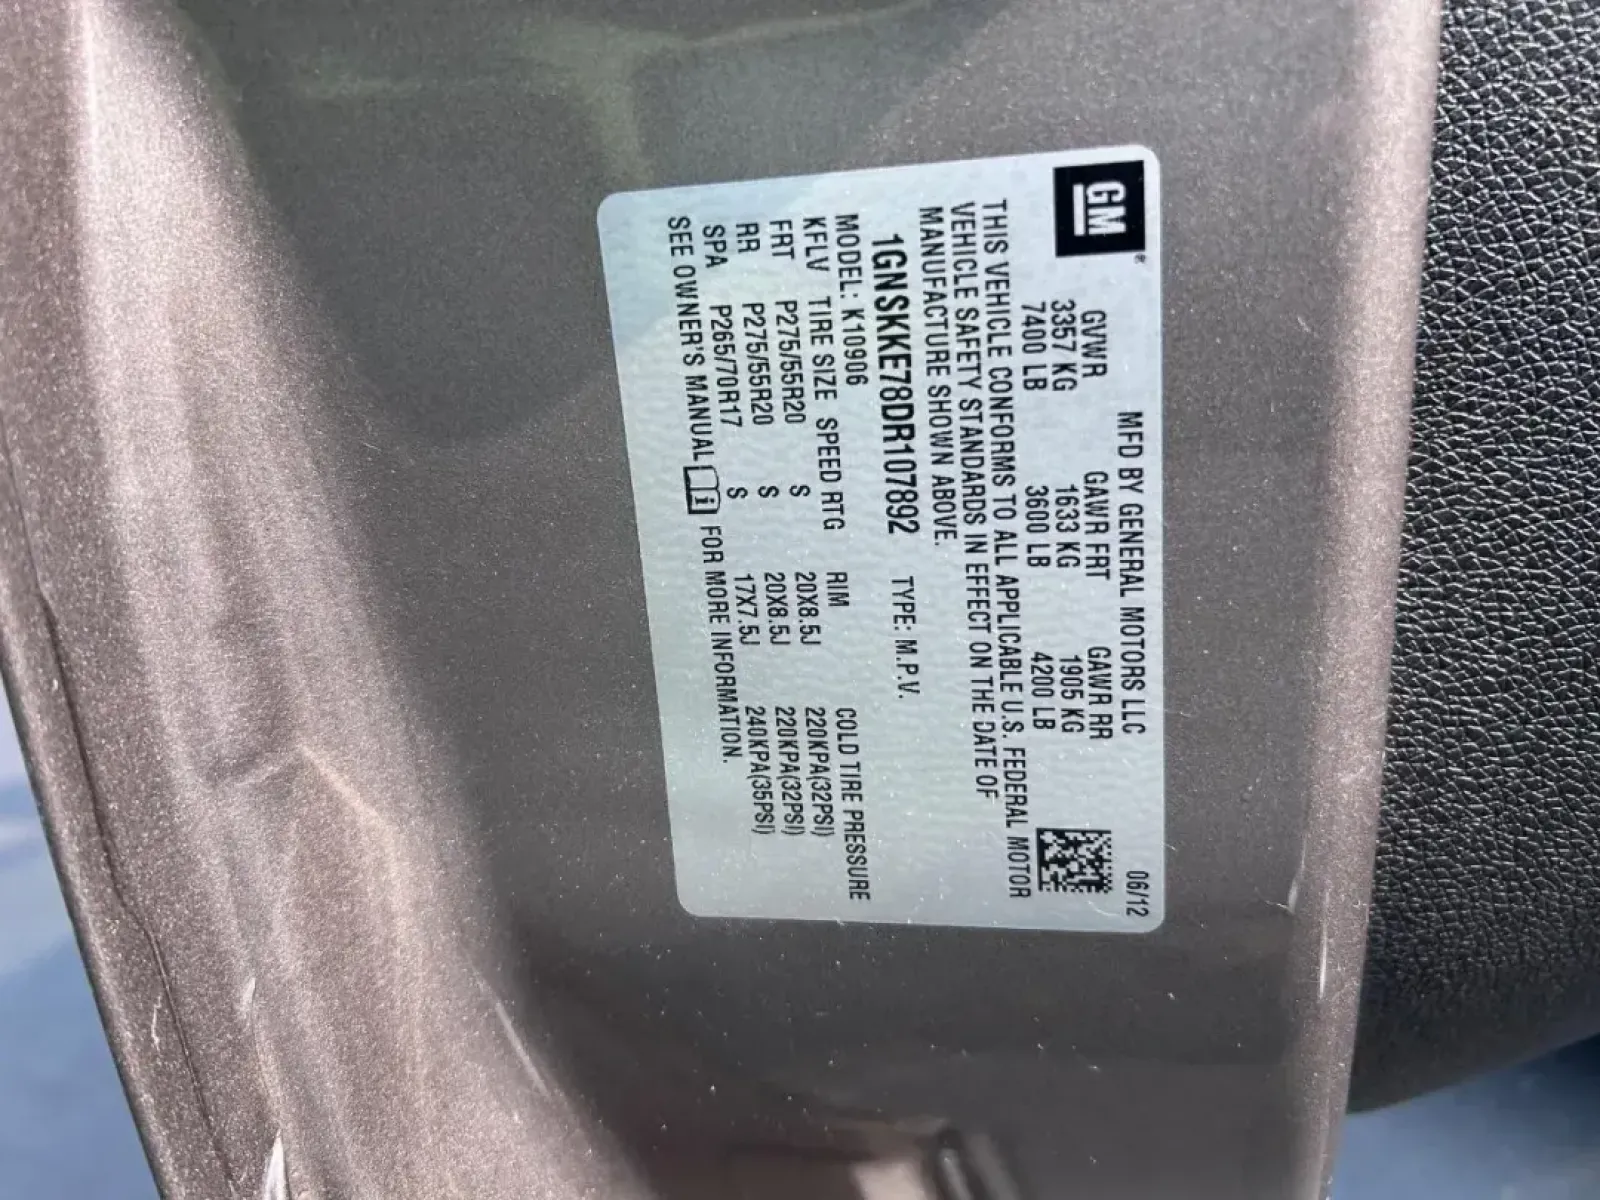 GM
MFD BY GENERAL MOTORS LLC 06/12
GVWR GAWR FRT GAWR RR
3357 KG 1633 KG 1905 KG
7400 LB 3600 LB 4200 LB
THIS VEHICLE CONFORMS TO ALL APPLICABLE U.S. FEDERAL MOTOR
VEHICLE SAFETY STANDARDS IN EFFECT ON THE DATE OF
MANUFACTURE SHOWN ABOVE.
1GNSKKE78DR107892 TYPE: M.P.V.
MODEL: K10906
KFLV TIRE SIZE SPEED RTG RIM COLD TIRE PRESSURE
FRT P275/55R20 S 20X8.5J 220KPA(32PSI)
RR P275/55R20 S 20X8.5J 220KPA(32PSI)
SPA P265/70R17 S 17X7.5J 240KPA(35PSI)
SEE OWNER'S MANUAL i FOR MORE INFORMATION.